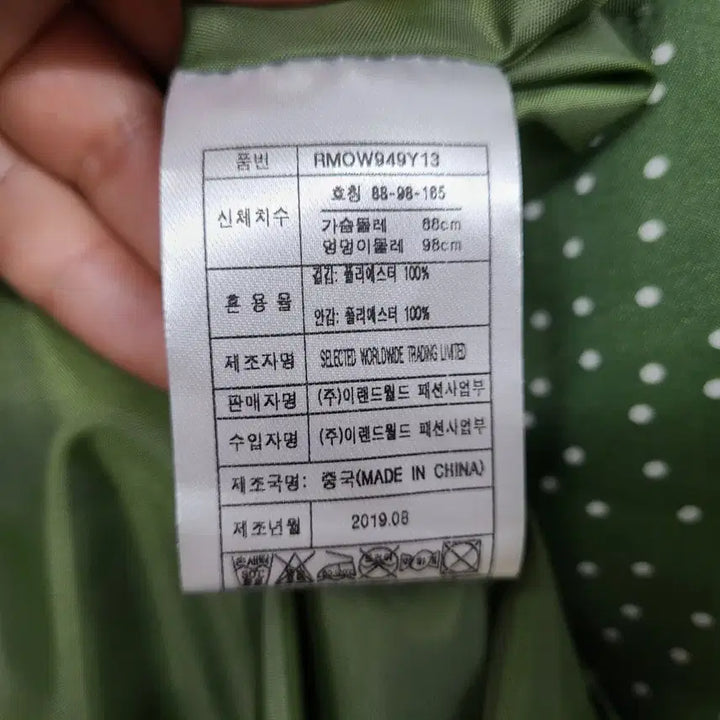 품번 RMOW949Y13
신체치수 호칭 88-98-165
가슴둘레 88cm
엉덩이둘레 98cm
혼용율 겉감: 폴리에스터 100%
안감: 폴리에스터 100%
제조자명 SELECTED WORLDWIDE TRADING LIMITED
판매자명 (주)이랜드월드 패션사업부
수입자명 (주)이랜드월드 패션사업부
제조국명: 중국(MADE IN CHINA)
제조년월 2019.08